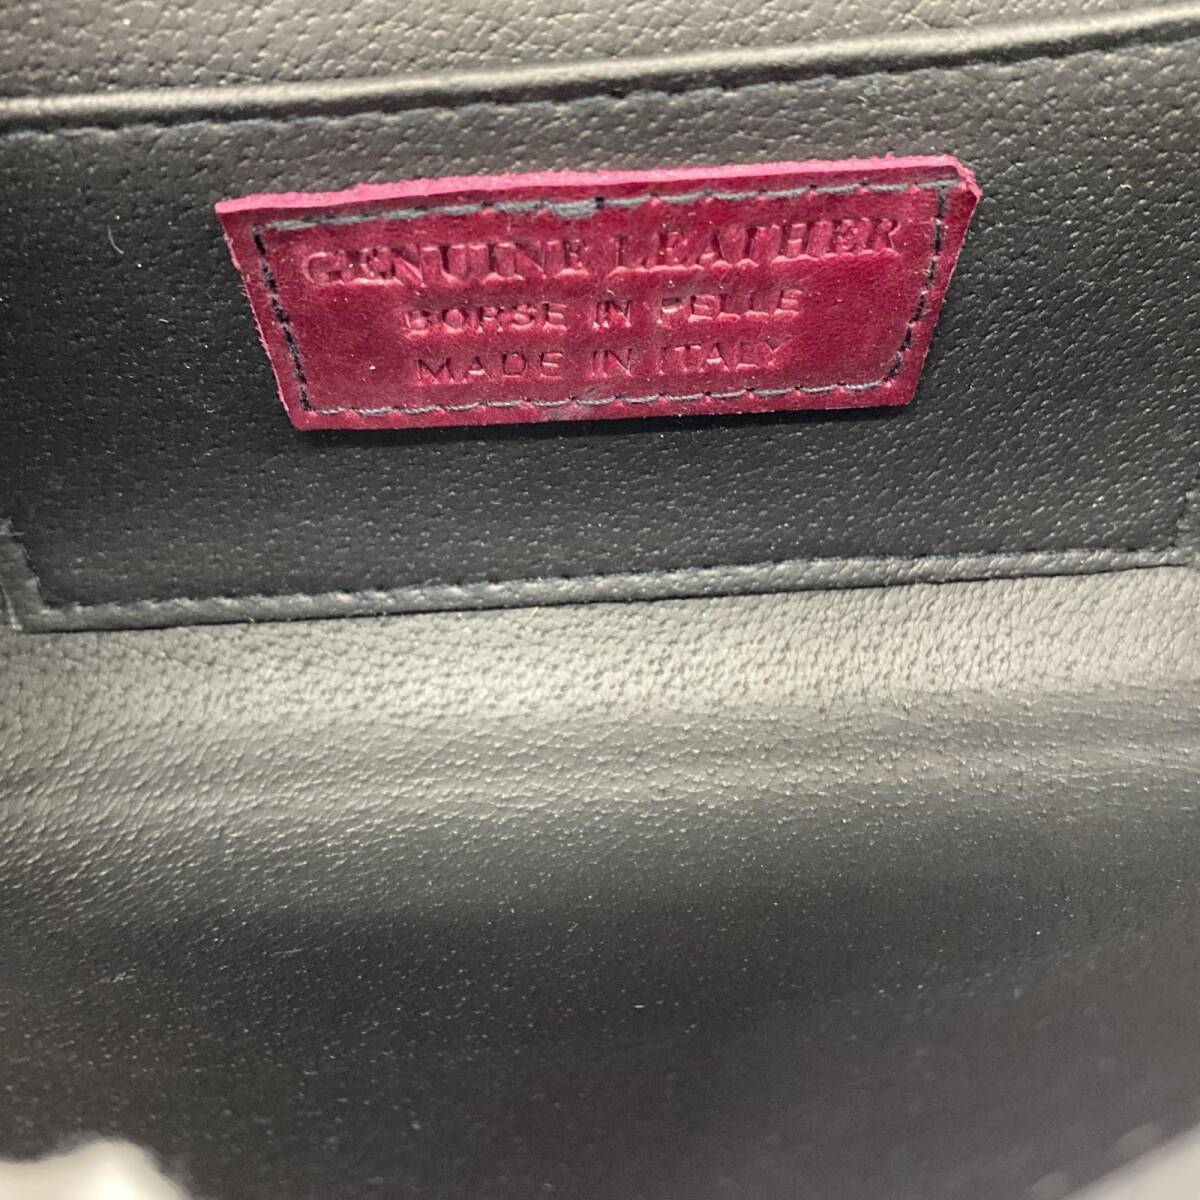 GENUINE LEATHER
BORSE IN PELLE
MADE IN ITALY